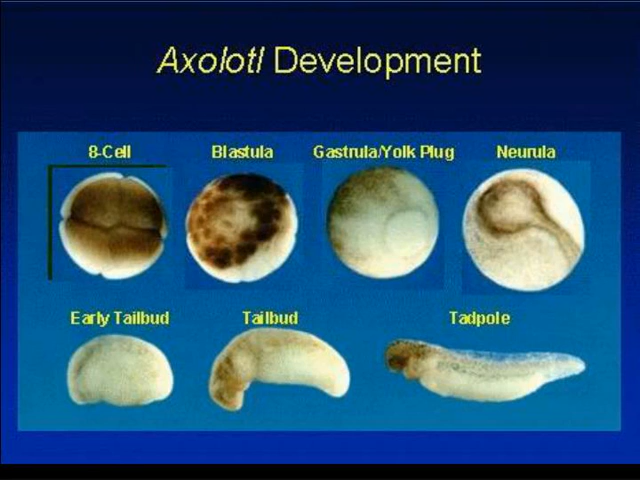 Axolotl Development
8-Cell Blastula Gastrula/Yolk Plug Neurula
Early Tailbud Tailbud Tadpole